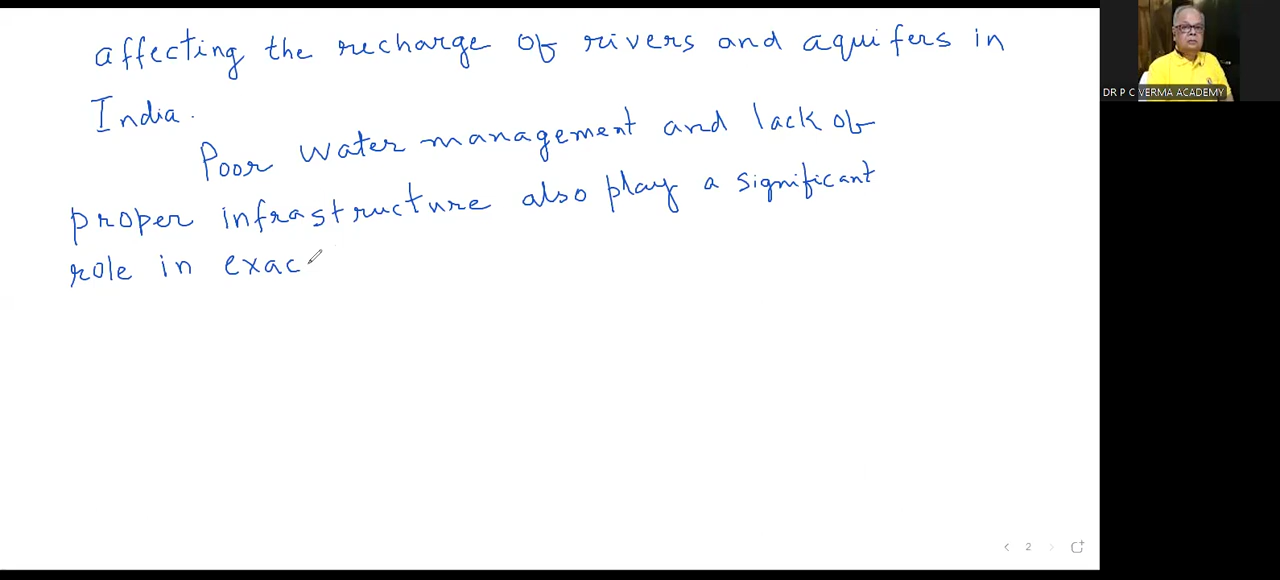 affecting the recharge of rivers and aquifers in
India.
Poor water management and lack of
proper infrastructure also play a significant
role in exac
DR P C VERMA ACADEMY
2